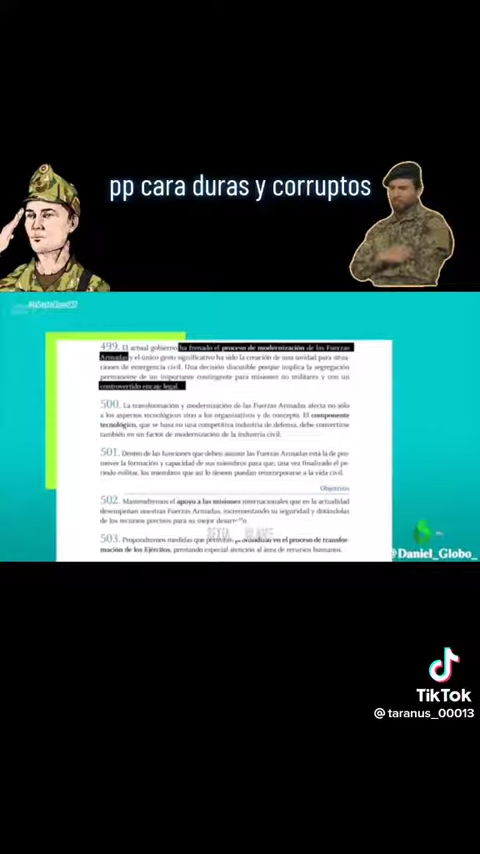 pp cara duras y corruptos
499. El actual gobierno ha frenado el proceso de modernización de las Fuerzas
Armadas y el único gesto significativo ha sido la creación de una unidad para situa-
ciones de emergencia civil. Una decisión discutible porque implica la segregación
permanente de un importante contingente para misiones no militares y con un
controvertido encaje legal.
500. La transformación y modernización de las Fuerzas Armadas afecta no sólo
a los aspectos tecnológicos sino a los organizativos y de concepto. El componente
tecnológico, que se basa en una competitiva industria de defensa, debe convertirse
también en un factor de modernización de la industria civil.
501. Dentro de las funciones que deben asumir las Fuerzas Armadas está la de pro-
mover la formación y capacidad de sus miembros para que, una vez finalizado el pe-
ríodo militar, los miembros que así lo deseen puedan reincorporarse a la vida civil.
Objetivos
502. Mantendremos el apoyo a las misiones internacionales que en la actualidad
desempeñan nuestras Fuerzas Armadas, incrementando su seguridad y dotándolas
de los recursos precisos para su mejor
503. Propondremos medidas que en el proceso de transfor-
mación de los Ejércitos, prestando especial atención al área de recursos humanos.
@Daniel_Globo_
TikTok
@taranus_00013